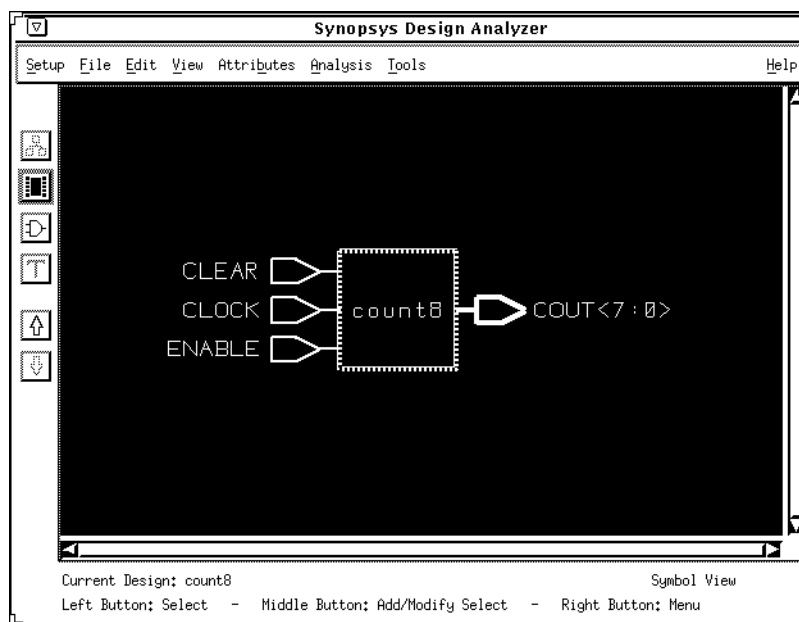 Synopsys Design Analyzer
Setup File Edit View Attributes Analysis Tools Help
CLEAR
CLOCK count8 COUT<7:0>
ENABLE
Current Design: count8 Symbol View
Left Button: Select - Middle Button: Add/Modify Select - Right Button: Menu